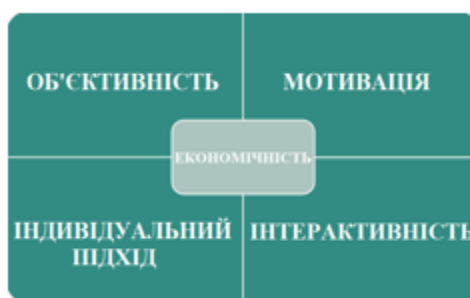 ОБ'ЄКТИВНІСТЬ
МОТИВАЦІЯ
ЕКОНОМІЧНІСТЬ
ІНДИВІДУАЛЬНИЙ
ПІДХІД
ІНТЕРАКТИВНІСТЬ